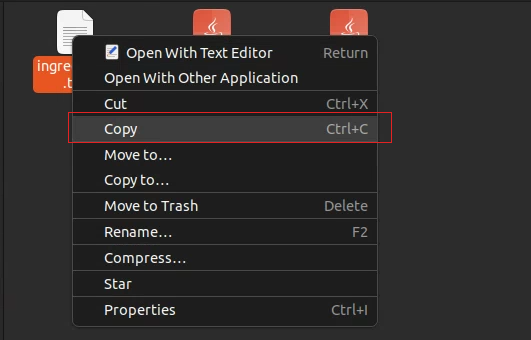 ingre
.t
Open With Text Editor Return
Open With Other Application
Cut Ctrl+X
Copy Ctrl+C
Move to…
Copy to…
Move to Trash Delete
Rename… F2
Compress…
Star
Properties Ctrl+I